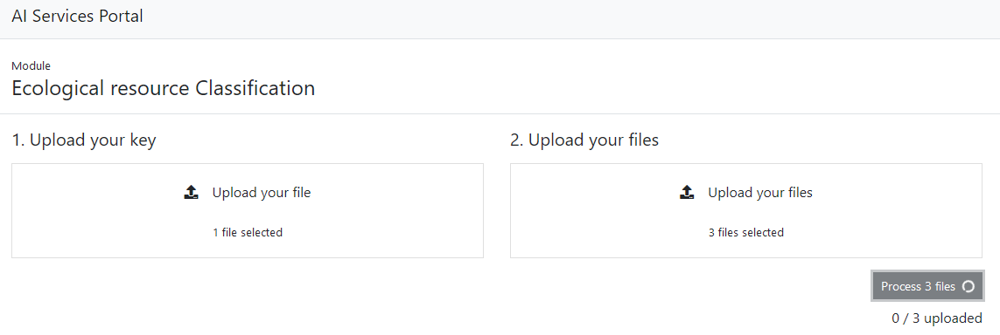 AI Services Portal
Module
Ecological resource Classification
1. Upload your key
2. Upload your files
Upload your file
1 file selected
Upload your files
3 files selected
Process 3 files
0 / 3 uploaded